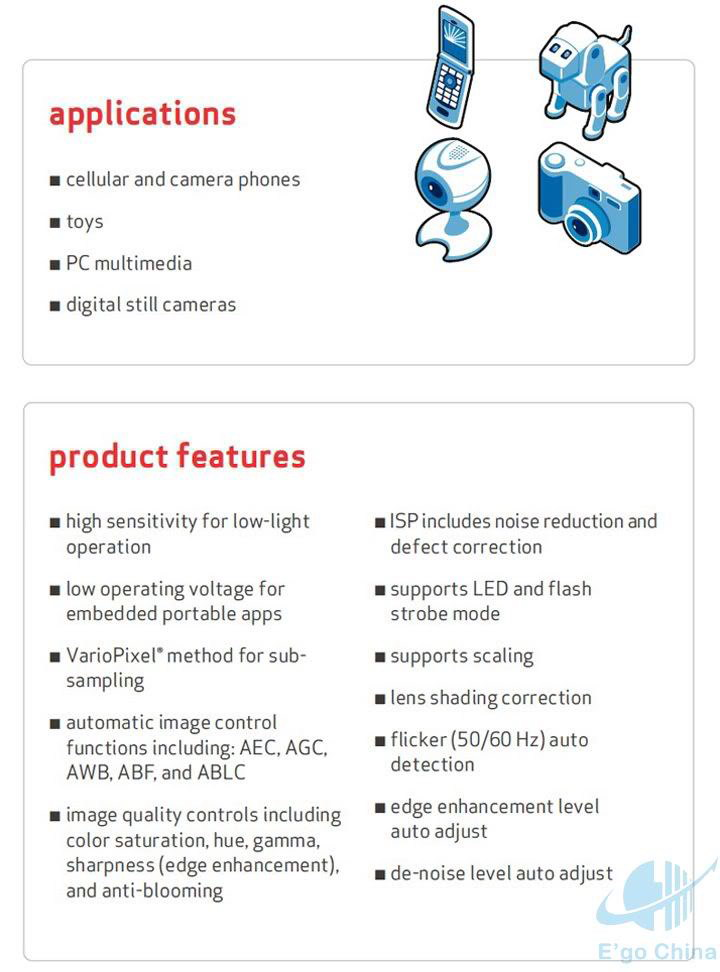 applications
■ cellular and camera phones
■ toys
■ PC multimedia
■ digital still cameras
product features
■ high sensitivity for low-light
operation
■ low operating voltage for
embedded portable apps
■ VarioPixel® method for sub-
sampling
■ automatic image control
functions including: AEC, AGC,
AWB, ABF, and ABLC
■ image quality controls including
color saturation, hue, gamma,
sharpness (edge enhancement),
and anti-blooming
■ ISP includes noise reduction and
defect correction
■ supports LED and flash
strobe mode
■ supports scaling
■ lens shading correction
■ flicker (50/60 Hz) auto
detection
■ edge enhancement level
auto adjust
■ de-noise level auto adjust
E'go China